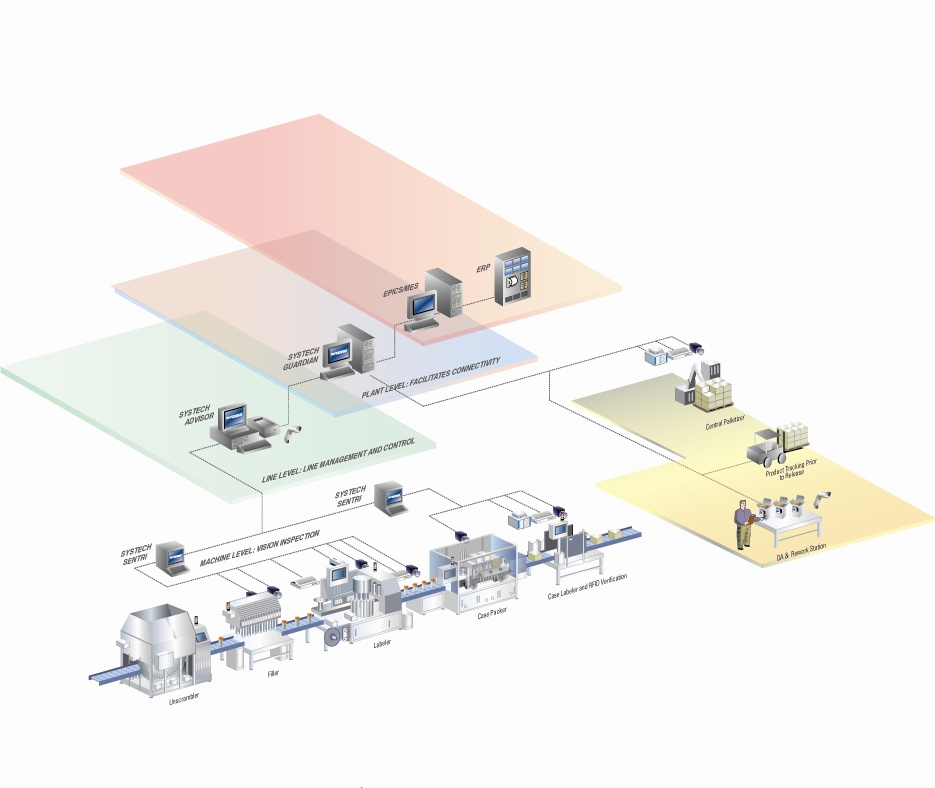 ERP
EPICS/MES
SYSTECH
GUARDIAN
PLANT LEVEL: FACILITATES CONNECTIVITY
SYSTECH
ADVISOR
LINE LEVEL: LINE MANAGEMENT AND CONTROL
Central Palletizer
Product Tracking Prior
to Release
QA & Rework Station
SYSTECH
SENTRI
SYSTECH
SENTRI
MACHINE LEVEL: VISION INSPECTION
Case Labeler and RFID Verification
Case Packer
Labeler
Filler
Unscrambler